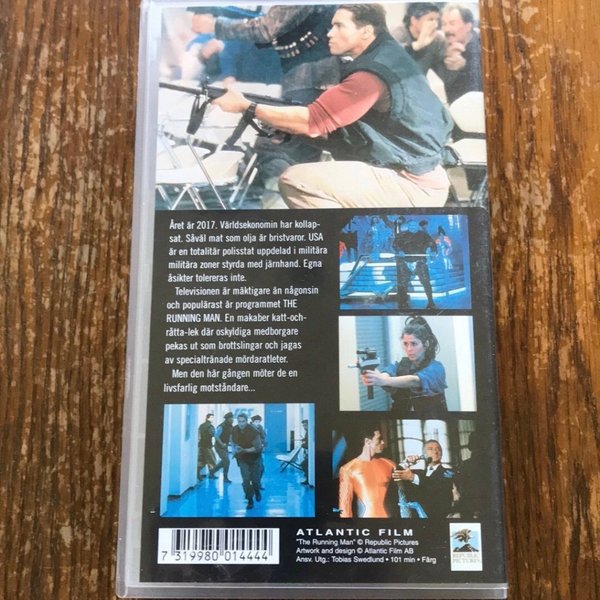 Året är 2017. Världsekonomin har kollap-
sat. Såväl mat som olja är bristvaror. USA
är en totalitär polisstat uppdelad i militära
militära zoner styrda med järnhand. Egna
åsikter tolereras inte.
Televisionen är mäktigare än någonsin
och populärast är programmet THE
RUNNING MAN. En makaber katt-och-
råtta-lek där oskyldiga medborgare
pekas ut som brottslingar och jagas
av specialtränade mördaratleter.
Men den här gången möter de en
livsfarlig motståndare...
7 319980 014444
ATLANTIC FILM
"The Running Man" © Republic Pictures
Artwork and design © Atlantic Film AB
Ansv. Utg.: Tobias Swedlund • 101 min • Färg
REPUBLIC
PICTURES